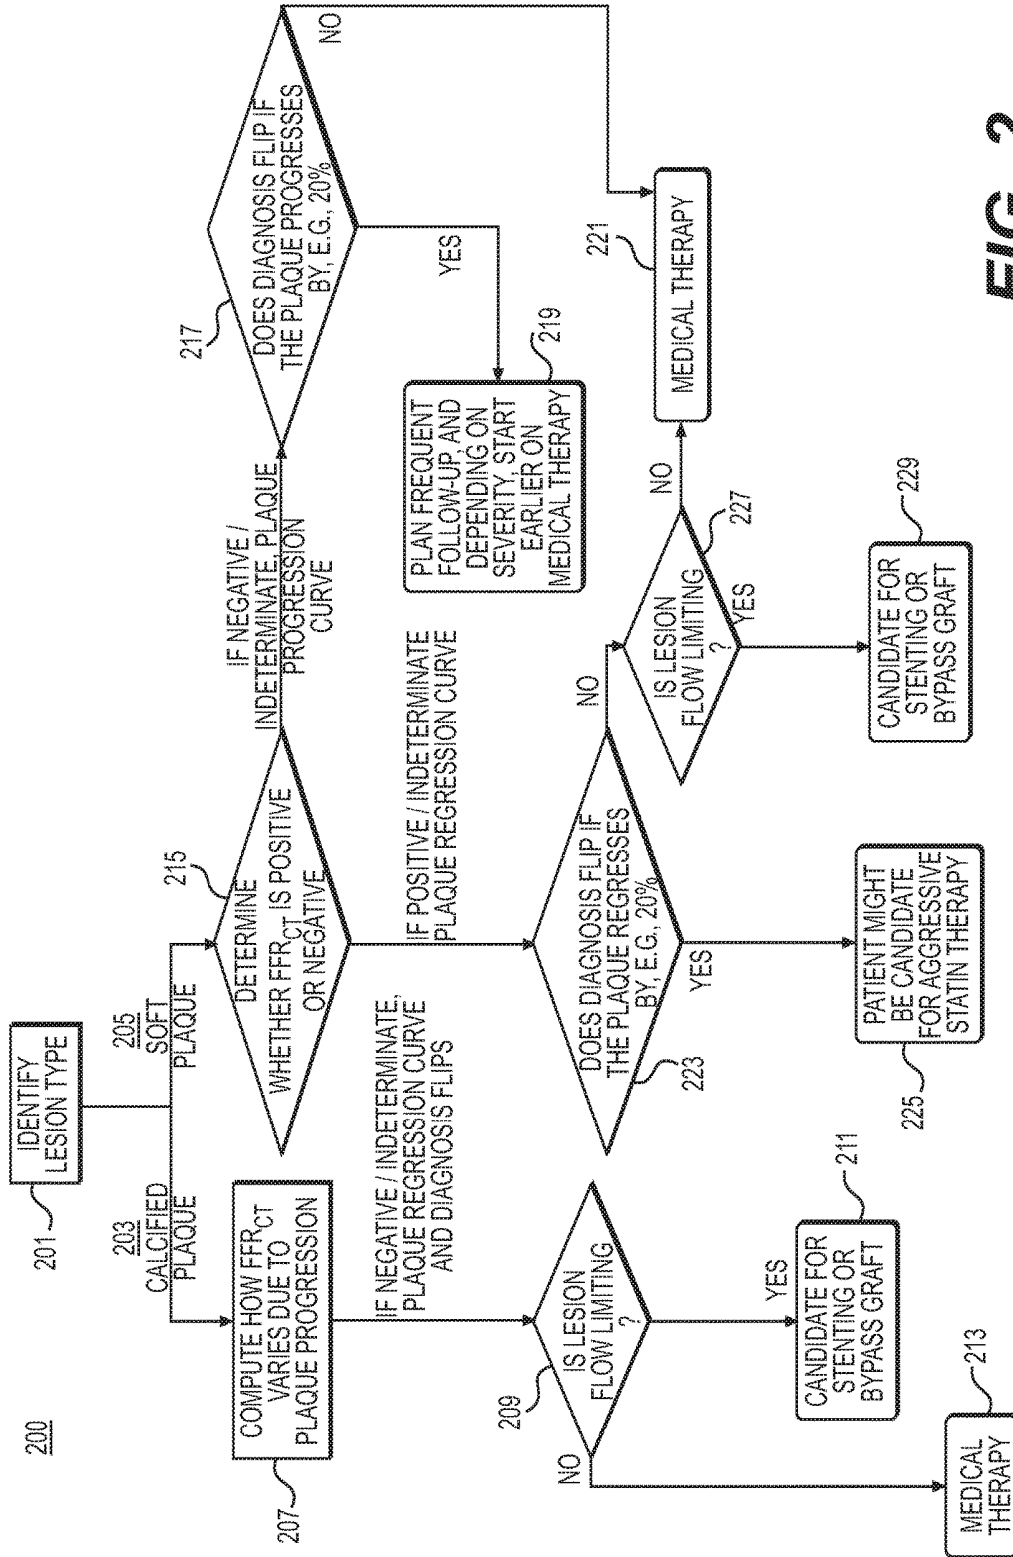 200
IDENTIFY
LESION TYPE
201
203
CALCIFIED
PLAQUE
205
SOFT
PLAQUE
COMPUTE HOW FFRCT
VARIES DUE TO
PLAQUE PROGRESSION
207
DETERMINE
WHETHER FFRCT IS POSITIVE
OR NEGATIVE
215
IF NEGATIVE /
INDETERMINATE, PLAQUE
PROGRESSION
CURVE
DOES DIAGNOSIS FLIP IF
THE PLAQUE PROGRESSES
BY, E.G., 20%
217
NO
YES
IF NEGATIVE / INDETERMINATE,
PLAQUE REGRESSION CURVE
AND DIAGNOSIS FLIPS
IF POSITIVE / INDETERMINATE
PLAQUE REGRESSION CURVE
PLAN FREQUENT
FOLLOW-UP, AND
DEPENDING ON
SEVERITY, START
EARLIER ON
MEDICAL THERAPY
219
IS LESION
FLOW LIMITING
?
209
NO
YES
DOES DIAGNOSIS FLIP IF
THE PLAQUE REGRESSES
BY, E.G., 20%
223
NO
YES
IS LESION
FLOW LIMITING
?
227
NO
YES
MEDICAL THERAPY
221
CANDIDATE FOR
STENTING OR
BYPASS GRAFT
211
PATIENT MIGHT
BE CANDIDATE
FOR AGGRESSIVE
STATIN THERAPY
225
CANDIDATE FOR
STENTING OR
BYPASS GRAFT
229
MEDICAL
THERAPY
213
FIG. 2